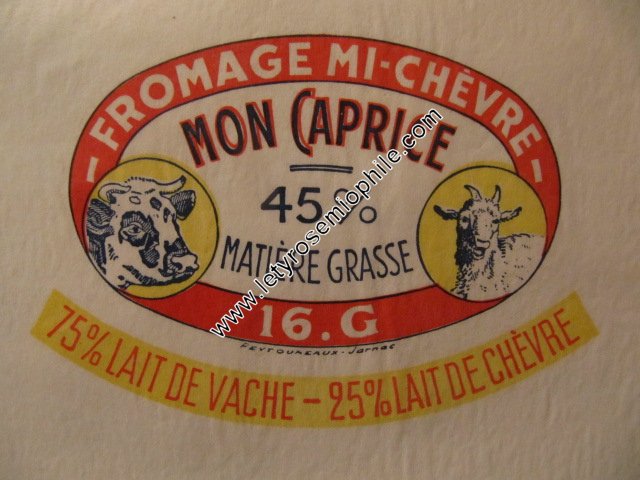 - FROMAGE MI-CHÈVRE -
MON CAPRICE
45%
MATIÈRE GRASSE
16.G
75% LAIT DE VACHE - 25% LAIT DE CHÈVRE
www.letyrosemiophile.com